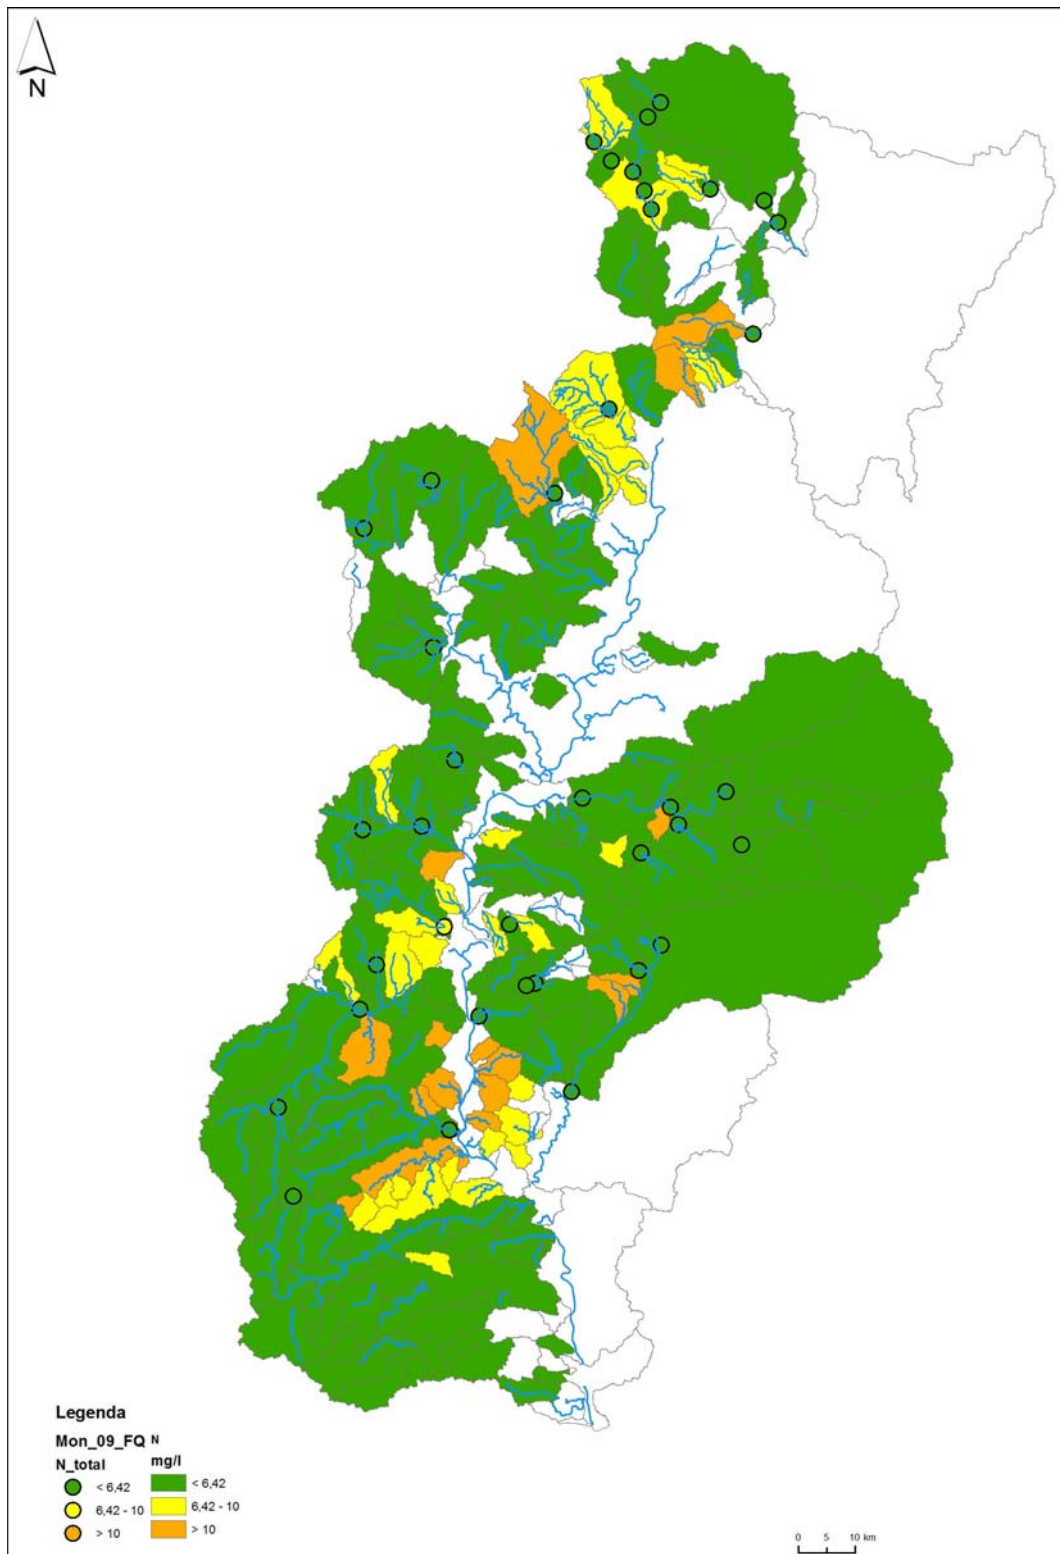 N
Legenda
Mon_09_FQ N
N_total mg/l
< 6,42 < 6,42
6,42 - 10 6,42 - 10
> 10 > 10
0 5 10 km